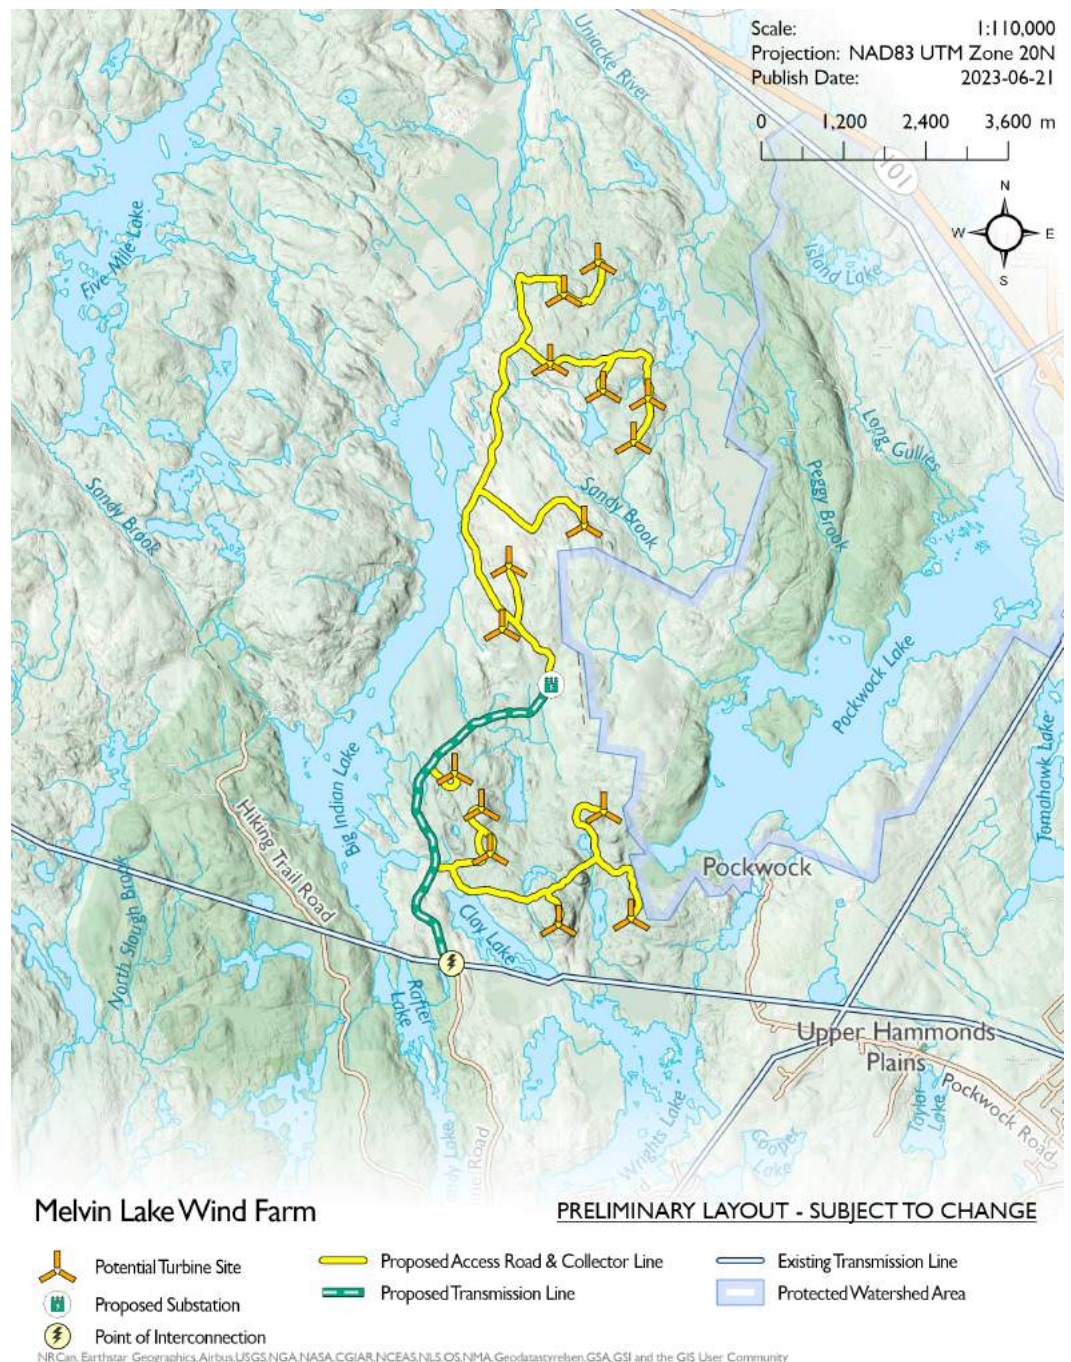 Scale: 1:110,000
Projection: NAD83 UTM Zone 20N
Publish Date: 2023-06-21
0 1,200 2,400 3,600 m
Uniacke River
101
N
W E
S
Island Lake
Five Mile Lake
Long Gullies
Peggy Brook
Sandy Brook
Sandy Brook
Pockwock Lake
Tomahawk Lake
Big Indian Lake
Hiking Trail Road
North Slough Brook
Pockwock
Clay Lake
Rafter
Lake
Upper Hammonds
Plains
Pockwock Road
Taylor
Lake
Cooper
Lake
Wrights Lake
ndy Lake
nel Road
rd
Melvin Lake Wind Farm
PRELIMINARY LAYOUT - SUBJECT TO CHANGE
Potential Turbine Site
Proposed Substation
Point of Interconnection
Proposed Access Road & Collector Line
Proposed Transmission Line
Existing Transmission Line
Protected Watershed Area
NRCan, Earthstar Geographics, Airbus,USGS,NGA,NASA,CGIAR,NCEAS,NLS,OS,NMA,Geodatastyrelsen,GSA,GSI and the GIS User Community